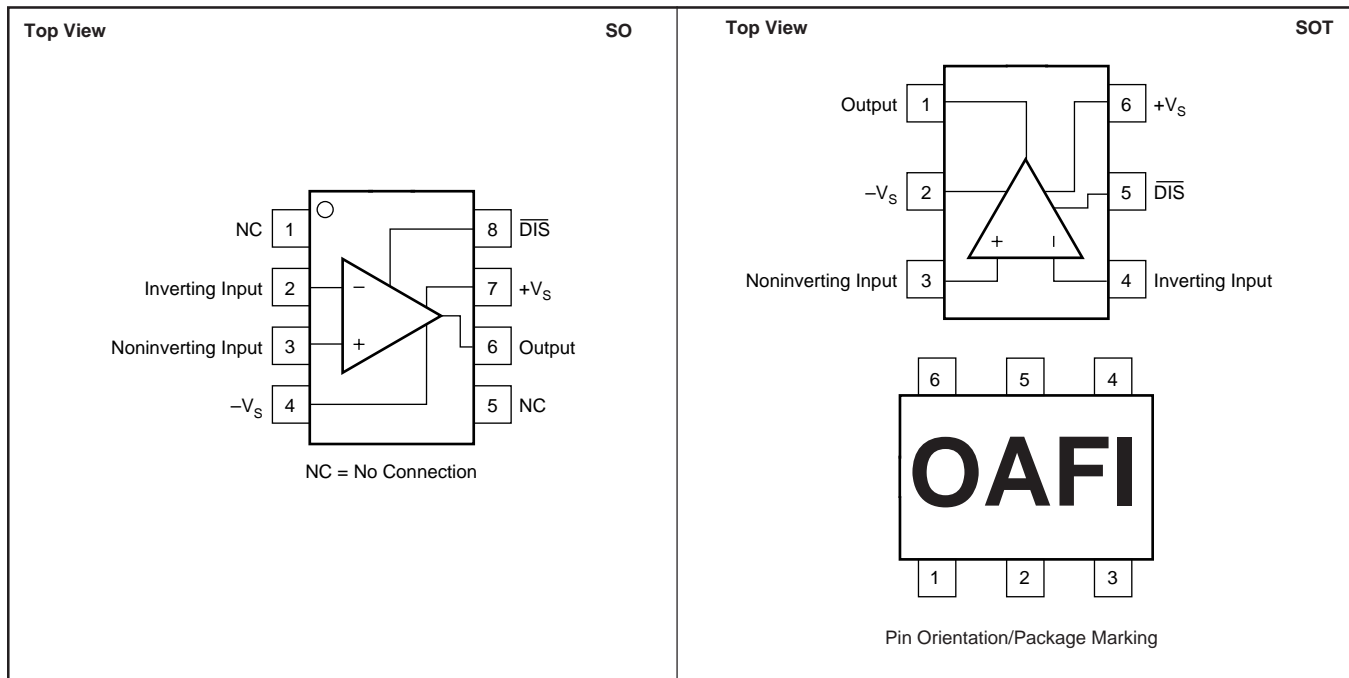 Top View SO
NC 1
8 D̅I̅S̅
Inverting Input 2
−
7 +VS
Noninverting Input 3
+
6 Output
–VS 4
5 NC
NC = No Connection
Top View SOT
Output 1
6 +VS
–VS 2
5 D̅I̅S̅
+ −
Noninverting Input 3
4 Inverting Input
6 5 4
OAFI
1 2 3
Pin Orientation/Package Marking